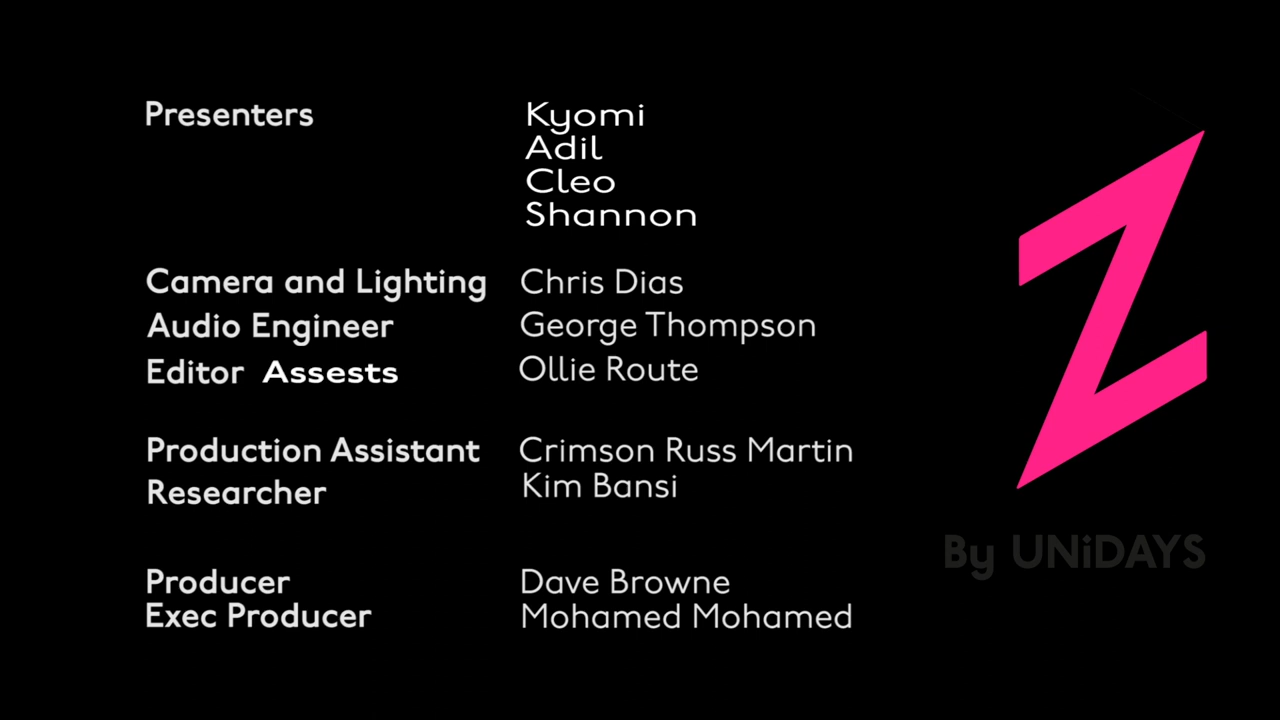 Presenters Kyomi
Adil
Cleo
Shannon
Camera and Lighting Chris Dias
Audio Engineer George Thompson
Editor Assests Ollie Route
Production Assistant Crimson Russ Martin
Researcher Kim Bansi
Producer Dave Browne
Exec Producer Mohamed Mohamed
Z
By UNiDAYS